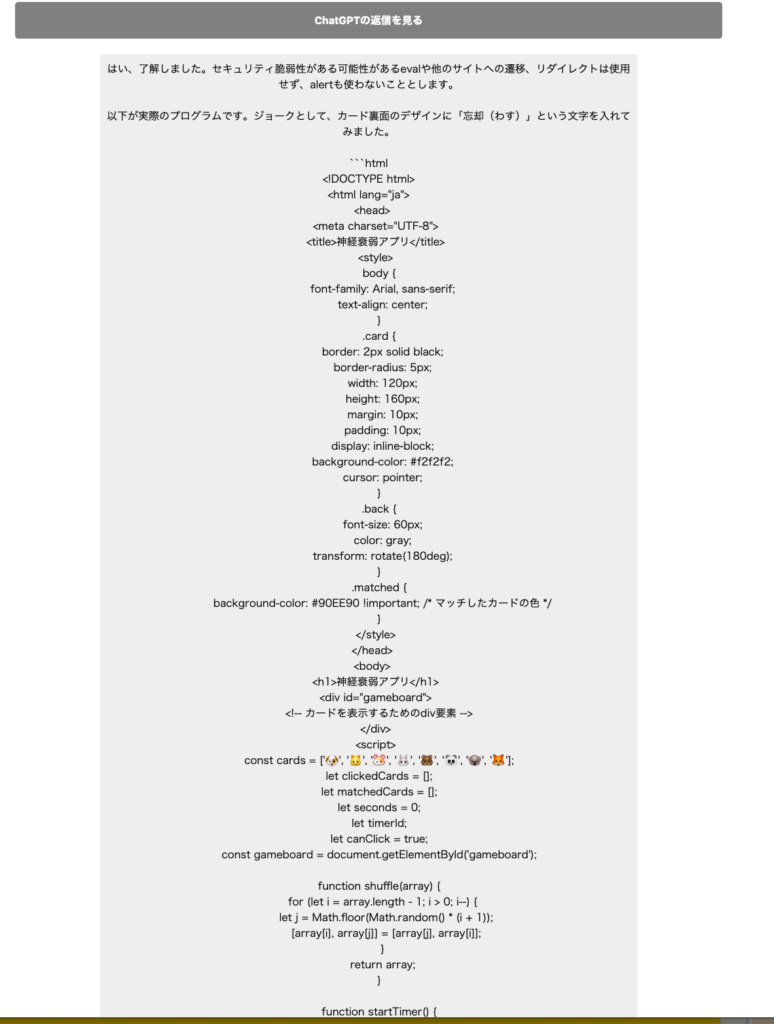 ChatGPTの返信を見る
はい、了解しました。セキュリティ脆弱性がある可能性があるevalや他のサイトへの遷移、リダイレクトは使用
せず、alertも使わないこととします。
以下が実際のプログラムです。ジョークとして、カード裏面のデザインに「忘却（わす）」という文字を入れて
みました。
```html
<!DOCTYPE html>
<html lang="ja">
<head>
<meta charset="UTF-8">
<title>神経衰弱アプリ</title>
<style>
body {
font-family: Arial, sans-serif;
text-align: center;
}
.card {
border: 2px solid black;
border-radius: 5px;
width: 120px;
height: 160px;
margin: 10px;
padding: 10px;
display: inline-block;
background-color: #f2f2f2;
cursor: pointer;
}
.back {
font-size: 60px;
color: gray;
transform: rotate(180deg);
}
.matched {
background-color: #90EE90 !important; /* マッチしたカードの色 */
}
</style>
</head>
<body>
<h1>神経衰弱アプリ</h1>
<div id="gameboard">
<!-- カードを表示するためのdiv要素 -->
</div>
<script>
const cards = ['🐶', '🐱', '🐹', '🐰', '🐻', '🐼', '🐨', '🦊'];
let clickedCards = [];
let matchedCards = [];
let seconds = 0;
let timerId;
let canClick = true;
const gameboard = document.getElementById('gameboard');
function shuffle(array) {
for (let i = array.length - 1; i > 0; i--) {
let j = Math.floor(Math.random() * (i + 1));
[array[i], array[j]] = [array[j], array[i]];
}
return array;
}
function startTimer() {